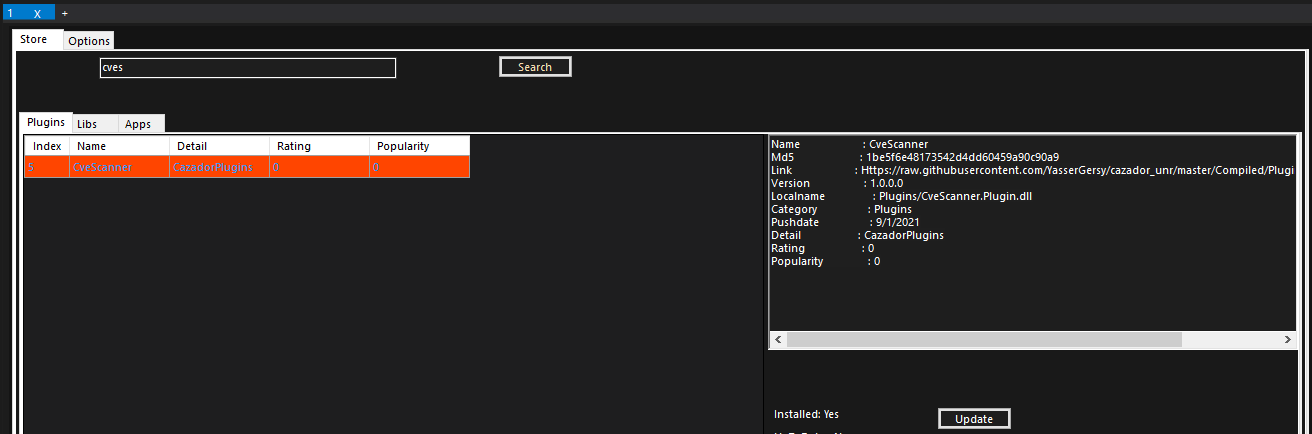 1 X +
Store Options
cves Search
Plugins Libs Apps
Index Name Detail Rating Popularity
5 CveScanner CazadorPlugins 0 0
Name : CveScanner
Md5 : 1be5f6e48173542d4dd60459a90c90a9
Link : Https://raw.githubusercontent.com/YasserGersy/cazador_unr/master/Compiled/Plugi
Version : 1.0.0.0
Localname : Plugins/CveScanner.Plugin.dll
Category : Plugins
Pushdate : 9/1/2021
Detail : CazadorPlugins
Rating : 0
Popularity : 0
Installed: Yes
Update